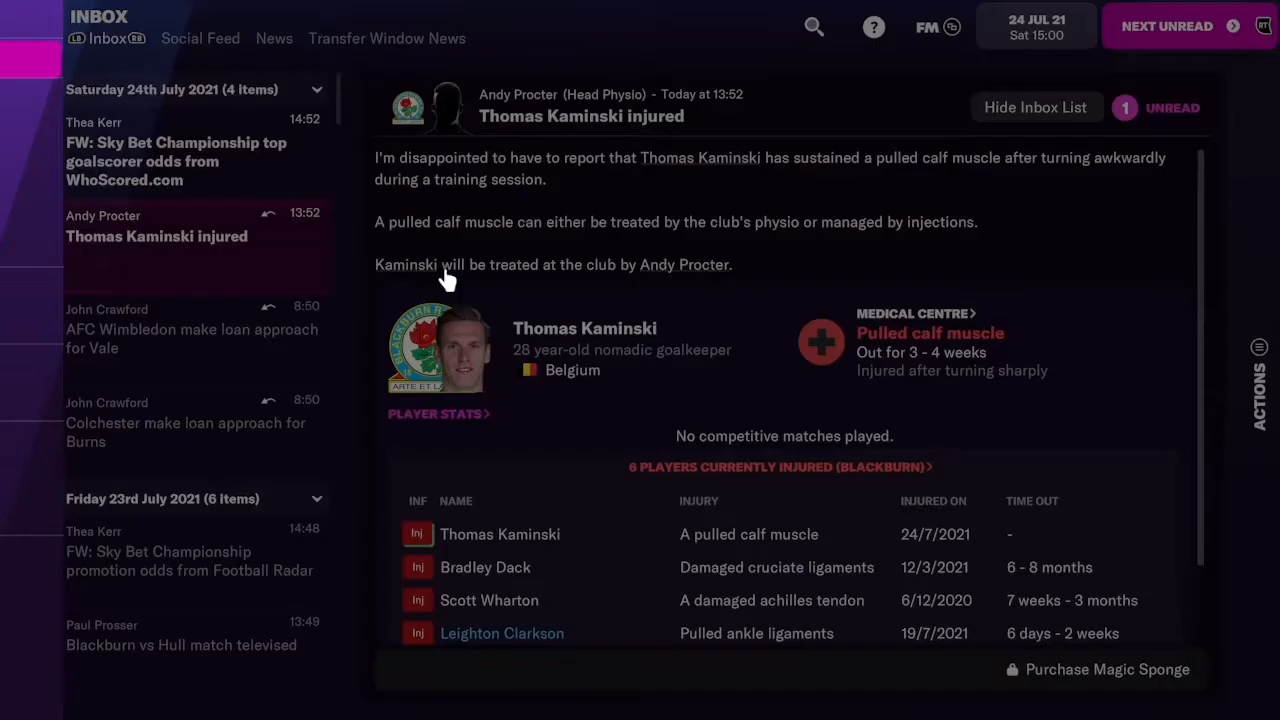 INBOX
LB Inbox RB Social Feed News Transfer Window News
FM
24 JUL 21
Sat 15:00
NEXT UNREAD
RT
Saturday 24th July 2021 (4 items)
Thea Kerr 14:52
FW: Sky Bet Championship top
goalscorer odds from
WhoScored.com
Andy Procter 13:52
Thomas Kaminski injured
John Crawford 8:50
AFC Wimbledon make loan approach
for Vale
John Crawford 8:50
Colchester make loan approach for
Burns
Friday 23rd July 2021 (6 items)
Thea Kerr 14:48
FW: Sky Bet Championship
promotion odds from Football Radar
Paul Prosser 13:49
Blackburn vs Hull match televised
Andy Procter (Head Physio) - Today at 13:52
Thomas Kaminski injured
Hide Inbox List
1 UNREAD
I'm disappointed to have to report that Thomas Kaminski has sustained a pulled calf muscle after turning awkwardly
during a training session.
A pulled calf muscle can either be treated by the club's physio or managed by injections.
Kaminski will be treated at the club by Andy Procter.
Thomas Kaminski
28 year-old nomadic goalkeeper
Belgium
PLAYER STATS>
MEDICAL CENTRE>
Pulled calf muscle
Out for 3 - 4 weeks
Injured after turning sharply
No competitive matches played.
6 PLAYERS CURRENTLY INJURED (BLACKBURN)>
INF NAME INJURY INJURED ON TIME OUT
Inj Thomas Kaminski A pulled calf muscle 24/7/2021 -
Inj Bradley Dack Damaged cruciate ligaments 12/3/2021 6 - 8 months
Inj Scott Wharton A damaged achilles tendon 6/12/2020 7 weeks - 3 months
Inj Leighton Clarkson Pulled ankle ligaments 19/7/2021 6 days - 2 weeks
Purchase Magic Sponge
ACTIONS